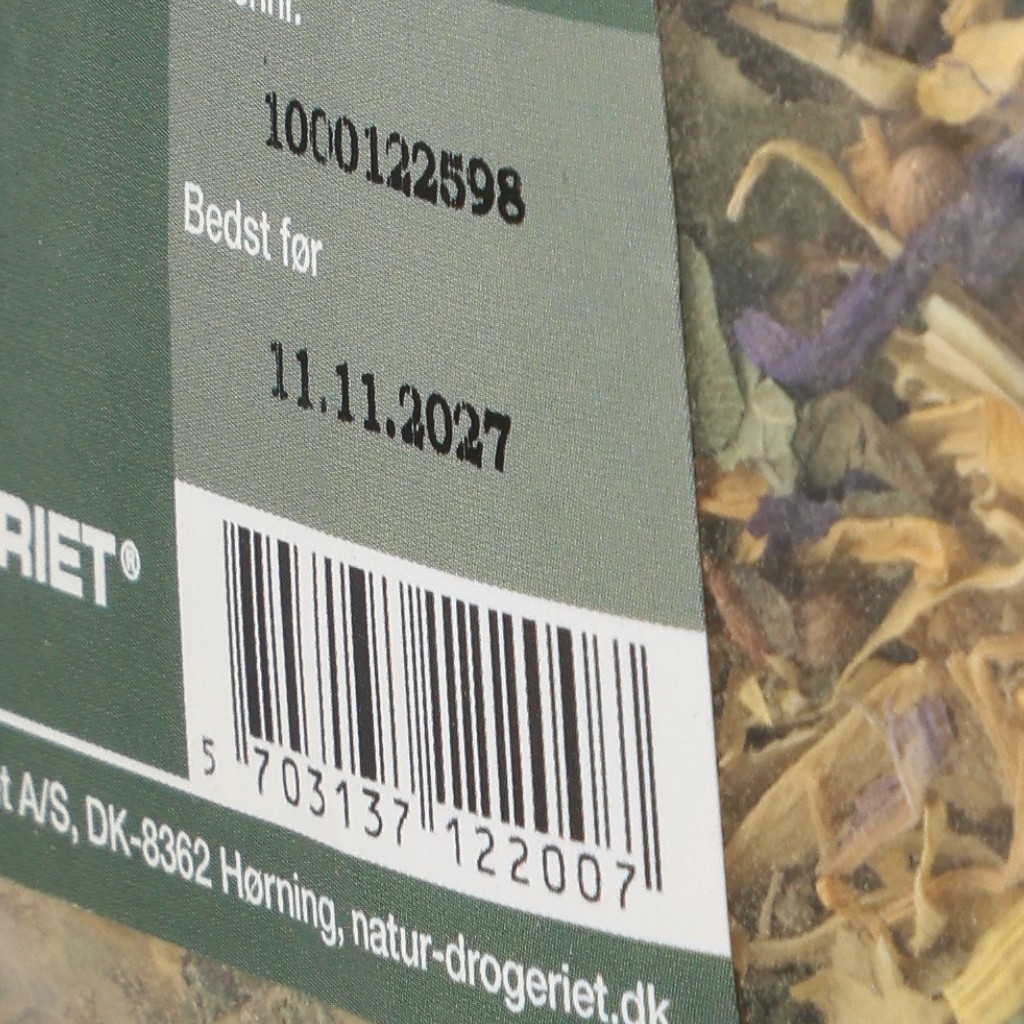 1000122598
Bedst før
11.11.2027
RIET®
5 703137 122007
t A/S, DK-8362 Hørning, natur-drogeriet.dk